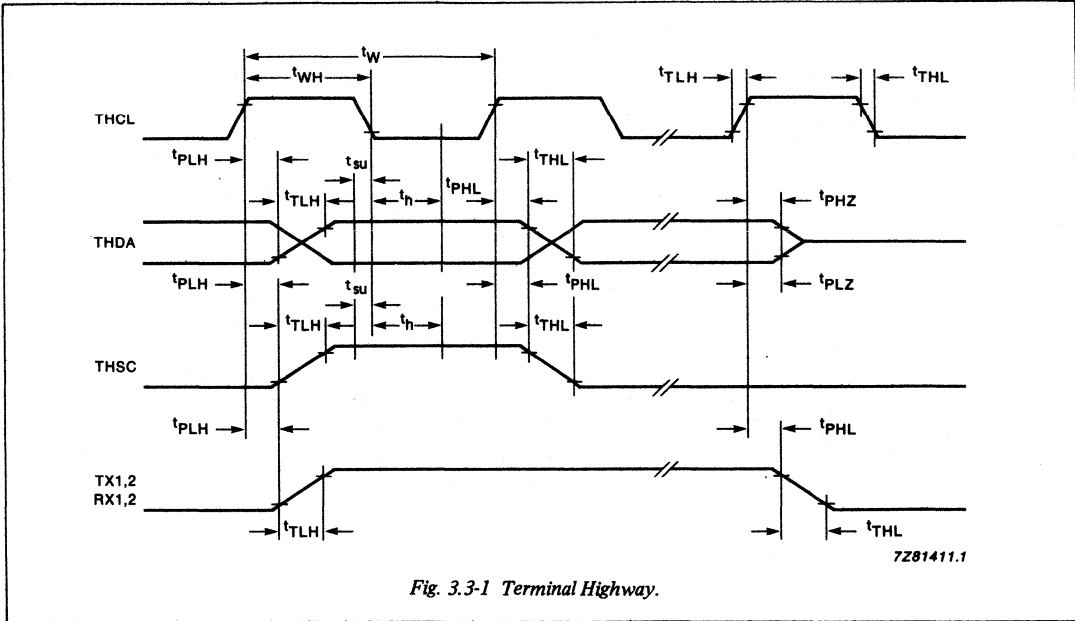 tW
tWH
tTLH
tTHL
THCL
tPLH
tsu
tTHL
tTLH
th
tPHL
tPHZ
THDA
tPLH
tsu
tPHL
tPLZ
tTLH
th
tTHL
THSC
tPLH
tPHL
TX1,2
RX1,2
tTLH
tTHL
7Z81411.1
Fig. 3.3-1 Terminal Highway.